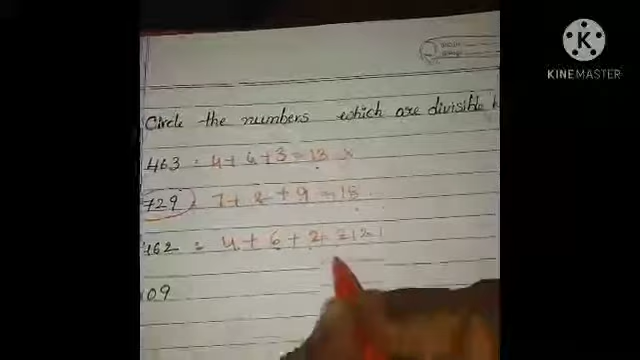 KINEMASTER
Circle the numbers which are divisible
463 = 4+6+3=13 ×
729 = 7+2+9=18
462 = 4+6+2=12
09